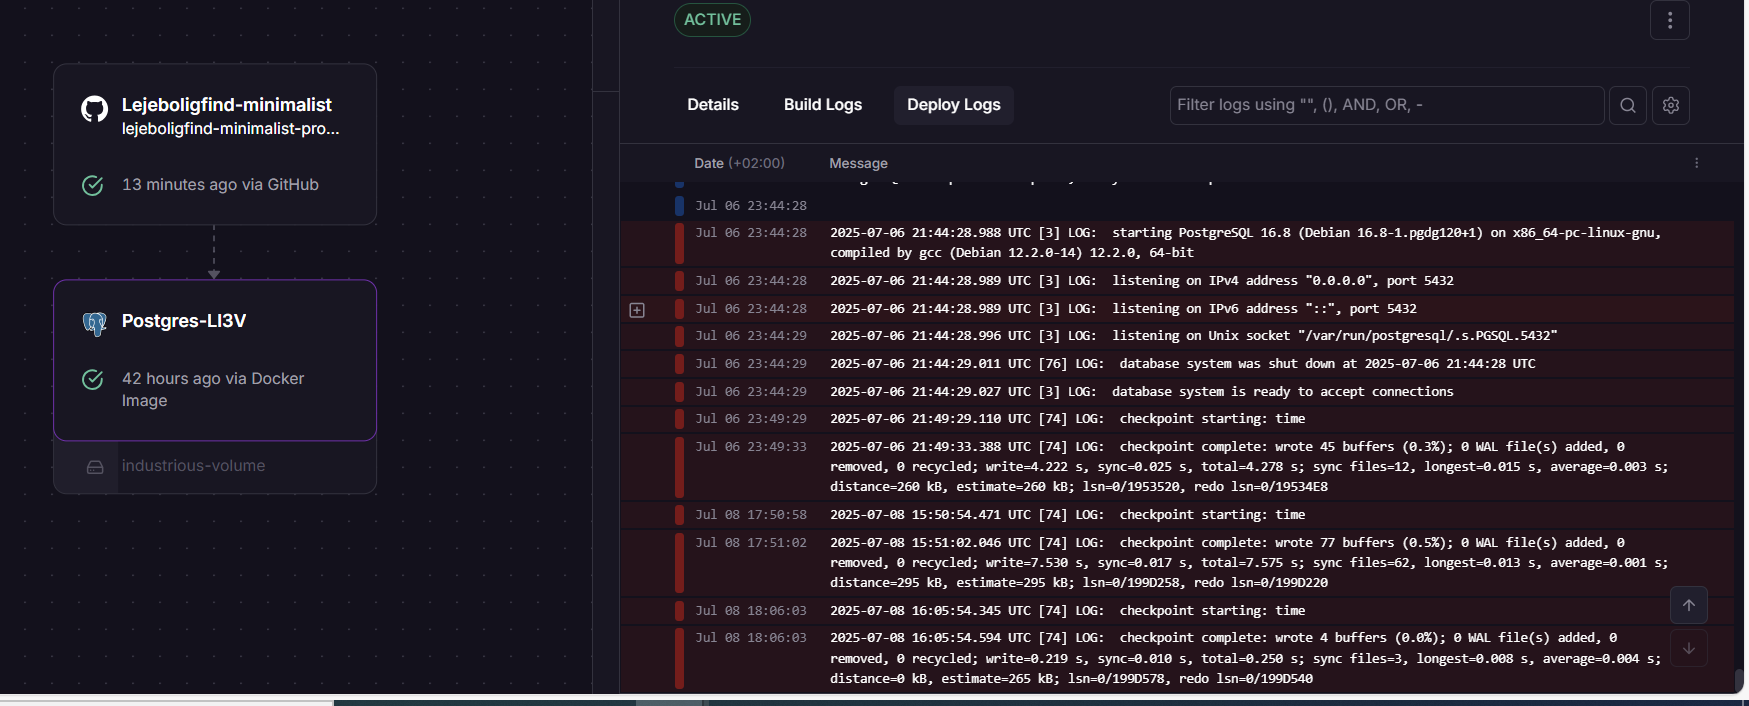 Lejeboligfind-minimalist
lejeboligfind-minimalist-pro...
13 minutes ago via GitHub
Postgres-LI3V
42 hours ago via Docker
Image
industrious-volume
ACTIVE
Details
Build Logs
Deploy Logs
Filter logs using "", (), AND, OR, -
Date (+02:00)
Message
Jul 06 23:44:28
Jul 06 23:44:28
2025-07-06 21:44:28.988 UTC [3] LOG:  starting PostgreSQL 16.8 (Debian 16.8-1.pgdg120+1) on x86_64-pc-linux-gnu,
compiled by gcc (Debian 12.2.0-14) 12.2.0, 64-bit
Jul 06 23:44:28
2025-07-06 21:44:28.989 UTC [3] LOG:  listening on IPv4 address "0.0.0.0", port 5432
Jul 06 23:44:28
2025-07-06 21:44:28.989 UTC [3] LOG:  listening on IPv6 address "::", port 5432
Jul 06 23:44:29
2025-07-06 21:44:28.996 UTC [3] LOG:  listening on Unix socket "/var/run/postgresql/.s.PGSQL.5432"
Jul 06 23:44:29
2025-07-06 21:44:29.011 UTC [76] LOG:  database system was shut down at 2025-07-06 21:44:28 UTC
Jul 06 23:44:29
2025-07-06 21:44:29.027 UTC [3] LOG:  database system is ready to accept connections
Jul 06 23:49:29
2025-07-06 21:49:29.110 UTC [74] LOG:  checkpoint starting: time
Jul 06 23:49:33
2025-07-06 21:49:33.388 UTC [74] LOG:  checkpoint complete: wrote 45 buffers (0.3%); 0 WAL file(s) added, 0
removed, 0 recycled; write=4.222 s, sync=0.025 s, total=4.278 s; sync files=12, longest=0.015 s, average=0.003 s;
distance=260 kB, estimate=260 kB; lsn=0/1953520, redo lsn=0/19534E8
Jul 08 17:50:58
2025-07-08 15:50:54.471 UTC [74] LOG:  checkpoint starting: time
Jul 08 17:51:02
2025-07-08 15:51:02.046 UTC [74] LOG:  checkpoint complete: wrote 77 buffers (0.5%); 0 WAL file(s) added, 0
removed, 0 recycled; write=7.530 s, sync=0.017 s, total=7.575 s; sync files=62, longest=0.013 s, average=0.001 s;
distance=295 kB, estimate=295 kB; lsn=0/199D258, redo lsn=0/199D220
Jul 08 18:06:03
2025-07-08 16:05:54.345 UTC [74] LOG:  checkpoint starting: time
Jul 08 18:06:03
2025-07-08 16:05:54.594 UTC [74] LOG:  checkpoint complete: wrote 4 buffers (0.0%); 0 WAL file(s) added, 0
removed, 0 recycled; write=0.219 s, sync=0.010 s, total=0.250 s; sync files=3, longest=0.008 s, average=0.004 s;
distance=0 kB, estimate=265 kB; lsn=0/199D578, redo lsn=0/199D540